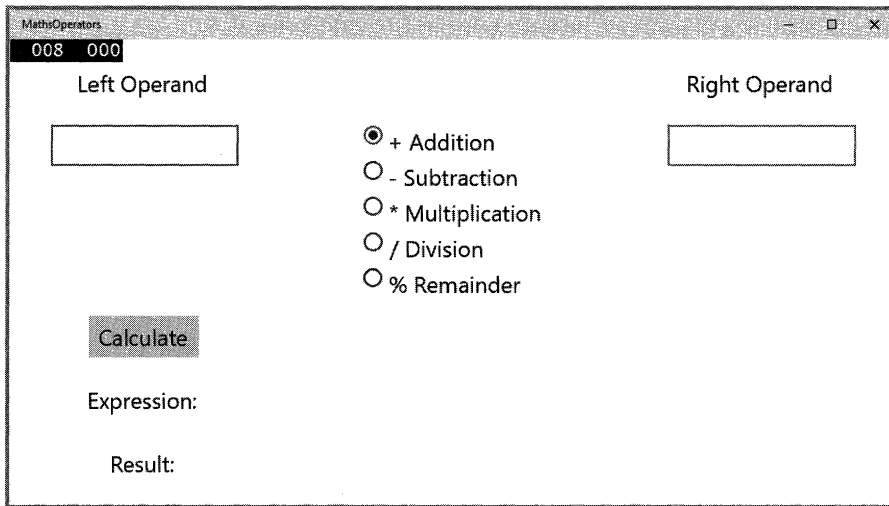 MathsOperators
008 000
Left Operand
Right Operand
+ Addition
- Subtraction
* Multiplication
/ Division
% Remainder
Calculate
Expression:
Result: